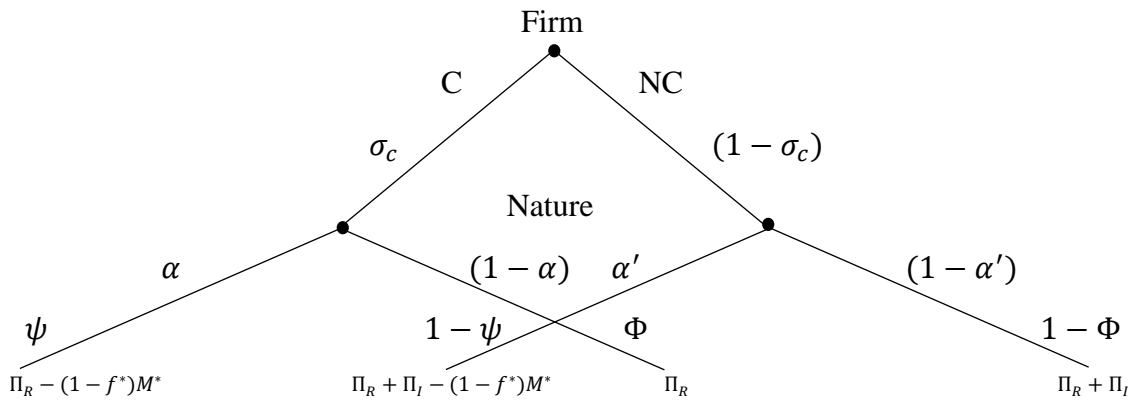 Firm
C NC
σ_c (1 − σ_c)
Nature
α (1 − α) α′ (1 − α′)
ψ 1 − ψ Φ 1 − Φ
Π_R − (1 − f*)M* Π_R + Π_I − (1 − f*)M* Π_R Π_R + Π_I